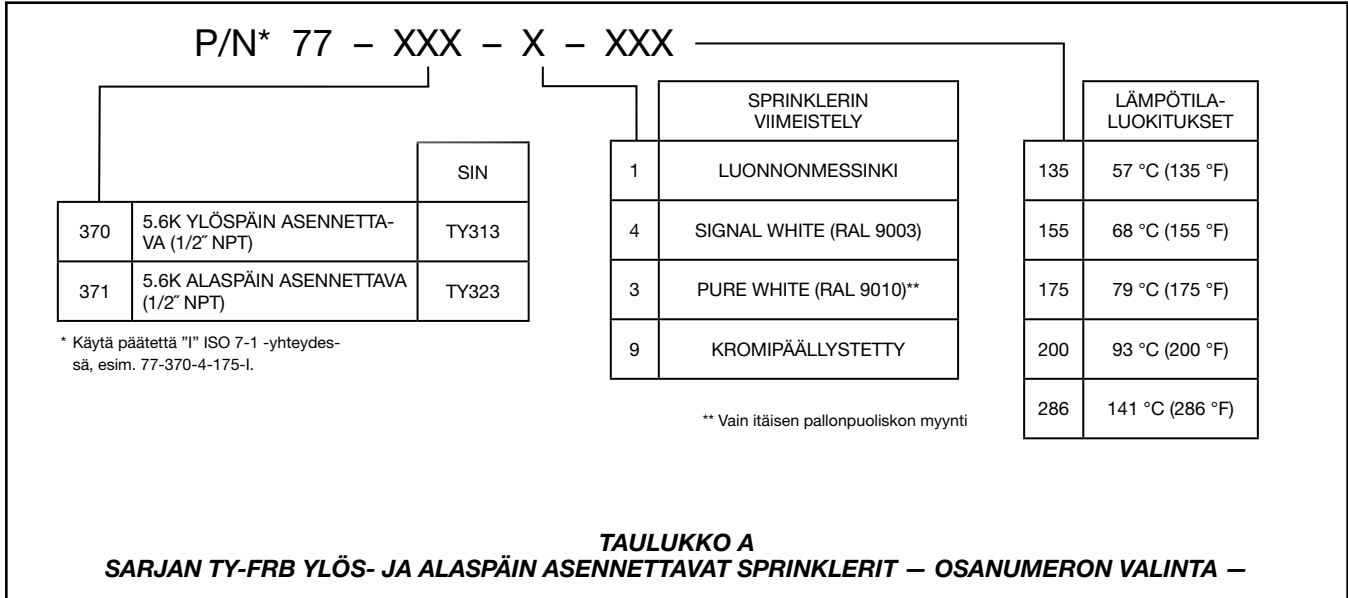 P/N* 77 – XXX – X – XXX
SIN
370 5.6K YLÖSPÄIN ASENNETTA-
VA (1/2˝ NPT) TY313
371 5.6K ALASPÄIN ASENNETTAVA
(1/2˝ NPT) TY323
* Käytä päätettä ”I” ISO 7-1 -yhteydes-
sä, esim. 77-370-4-175-I.
SPRINKLERIN
VIIMEISTELY
1 LUONNONMESSINKI
4 SIGNAL WHITE (RAL 9003)
3 PURE WHITE (RAL 9010)**
9 KROMIPÄÄLLYSTETTY
** Vain itäisen pallonpuoliskon myynti
LÄMPÖTILA-
LUOKITUKSET
135 57 °C (135 °F)
155 68 °C (155 °F)
175 79 °C (175 °F)
200 93 °C (200 °F)
286 141 °C (286 °F)
TAULUKKO A
SARJAN TY-FRB YLÖS- JA ALASPÄIN ASENNETTAVAT SPRINKLERIT — OSANUMERON VALINTA —